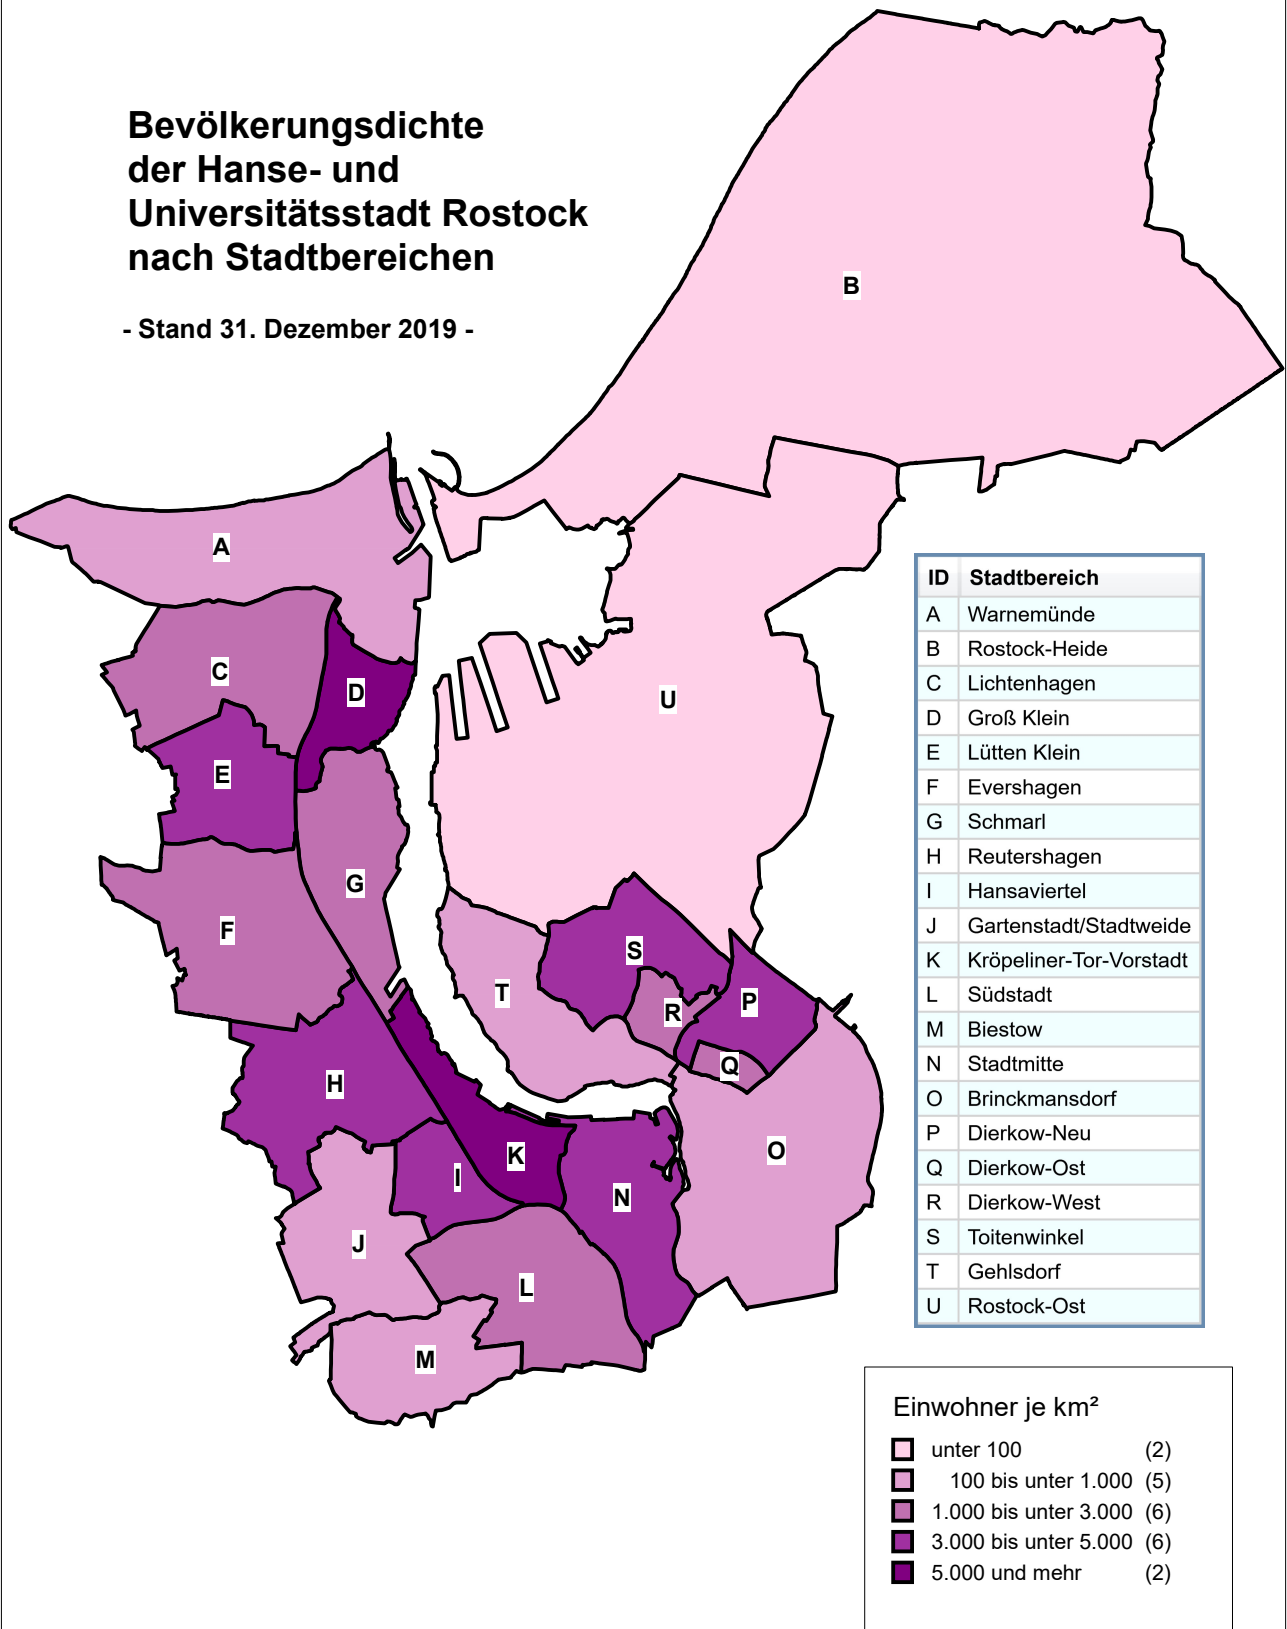 Bevölkerungsdichte
der Hanse- und
Universitätsstadt Rostock
nach Stadtbereichen
- Stand 31. Dezember 2019 -
B
A
C
D
U
E
G
F
S
T
R
P
Q
H
K
I
O
N
J
L
M
ID Stadtbereich
A Warnemünde
B Rostock-Heide
C Lichtenhagen
D Groß Klein
E Lütten Klein
F Evershagen
G Schmarl
H Reutershagen
I Hansaviertel
J Gartenstadt/Stadtweide
K Kröpeliner-Tor-Vorstadt
L Südstadt
M Biestow
N Stadtmitte
O Brinckmansdorf
P Dierkow-Neu
Q Dierkow-Ost
R Dierkow-West
S Toitenwinkel
T Gehlsdorf
U Rostock-Ost
Einwohner je km²
unter 100 (2)
100 bis unter 1.000 (5)
1.000 bis unter 3.000 (6)
3.000 bis unter 5.000 (6)
5.000 und mehr (2)